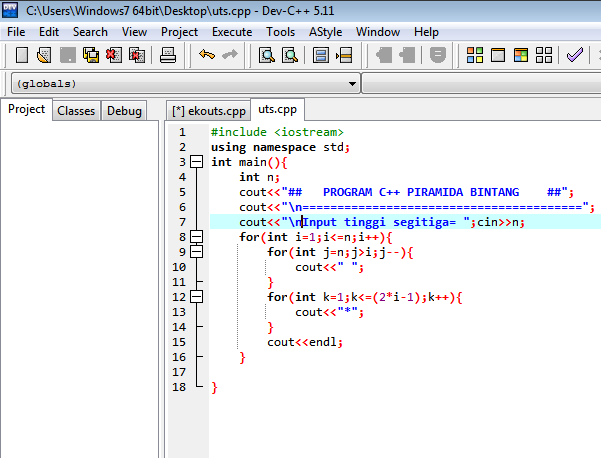 DEV
C:\Users\Windows7 64bit\Desktop\uts.cpp - Dev-C++ 5.11
File Edit Search View Project Execute Tools AStyle Window Help
(globals)
Project Classes Debug [*] ekouts.cpp uts.cpp
1 #include <iostream>
2 using namespace std;
3 int main(){
4 int n;
5 cout<<"##   PROGRAM C++ PIRAMIDA BINTANG    ##";
6 cout<<"\n=======================================";
7 cout<<"\nInput tinggi segitiga= ";cin>>n;
8 for(int i=1;i<=n;i++){
9 for(int j=n;j>i;j--){
10 cout<<" ";
11 }
12 for(int k=1;k<=(2*i-1);k++){
13 cout<<"*";
14 }
15 cout<<endl;
16 }
17
18 }